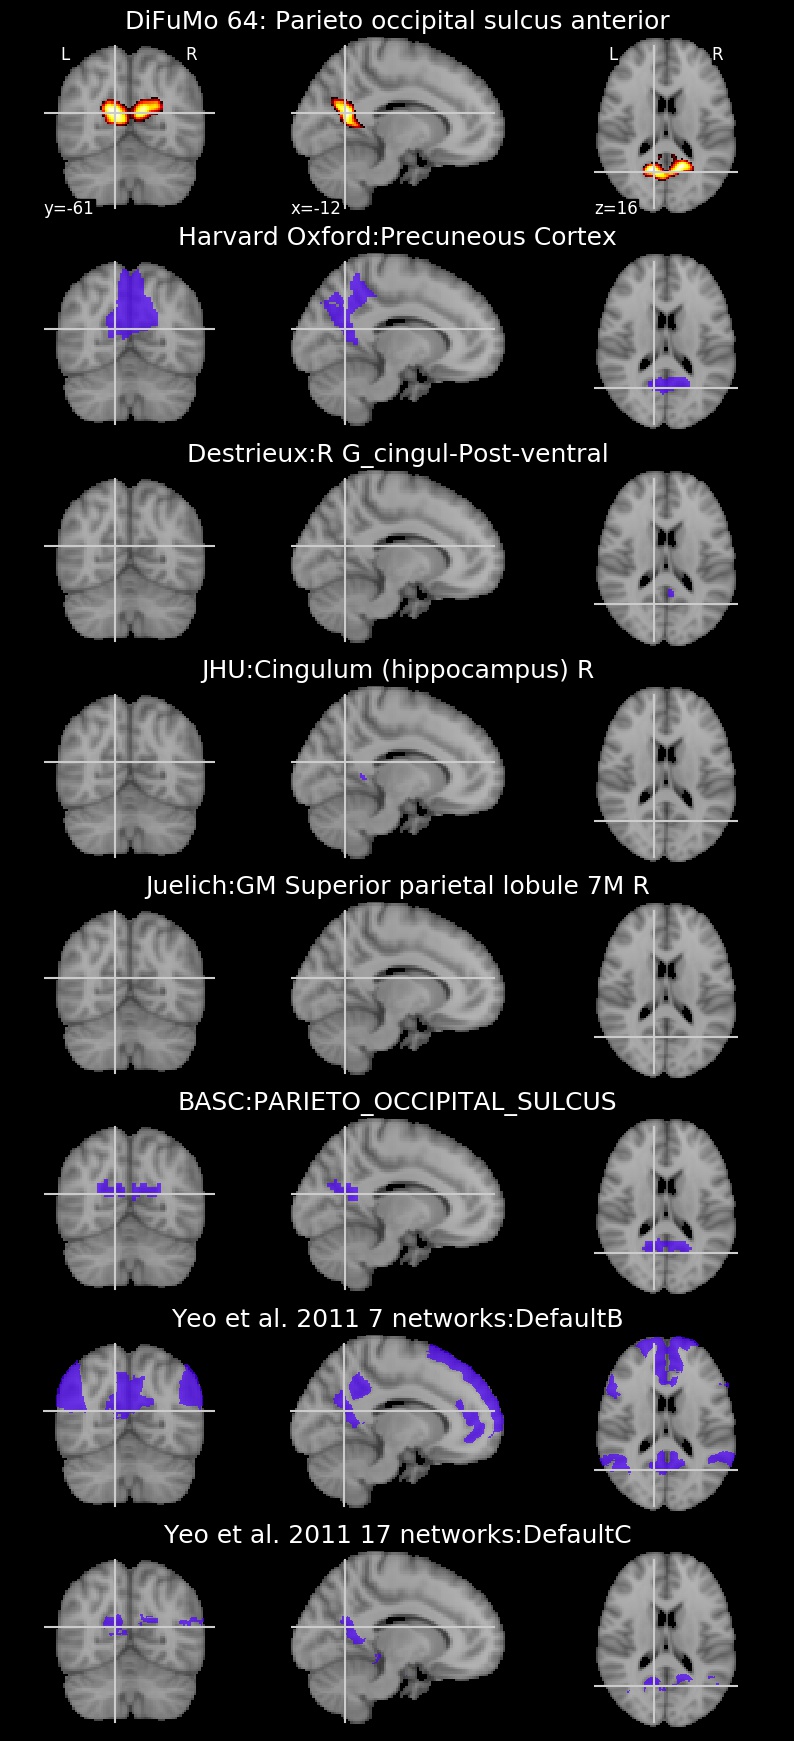 DiFuMo 64: Parieto occipital sulcus anterior
L R L R
y=-61 x=-12 z=16
Harvard Oxford:Precuneous Cortex
Destrieux:R G_cingul-Post-ventral
JHU:Cingulum (hippocampus) R
Juelich:GM Superior parietal lobule 7M R
BASC:PARIETO_OCCIPITAL_SULCUS
Yeo et al. 2011 7 networks:DefaultB
Yeo et al. 2011 17 networks:DefaultC